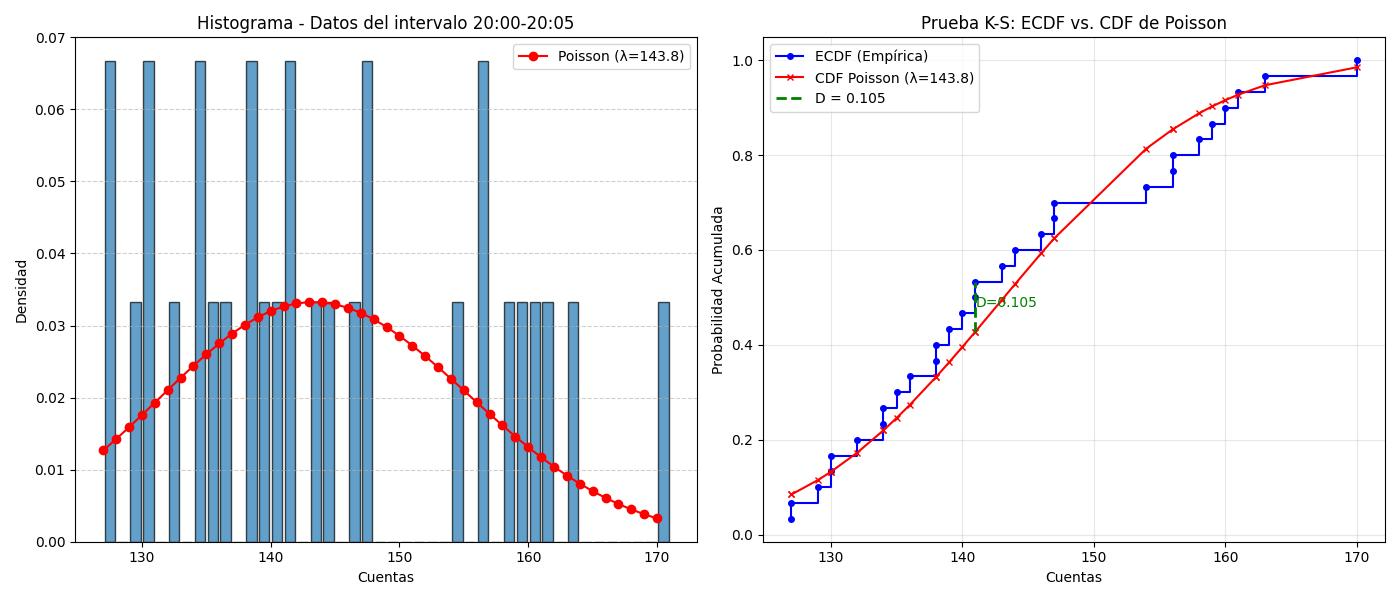 Histograma - Datos del intervalo 20:00-20:05
Poisson (λ=143.8)
0.07
0.06
0.05
0.04
0.03
0.02
0.01
0.00
Densidad
130
140
150
160
170
Cuentas
Prueba K-S: ECDF vs. CDF de Poisson
ECDF (Empírica)
CDF Poisson (λ=143.8)
D = 0.105
1.0
0.8
0.6
0.4
0.2
0.0
Probabilidad Acumulada
D=0.105
130
140
150
160
170
Cuentas